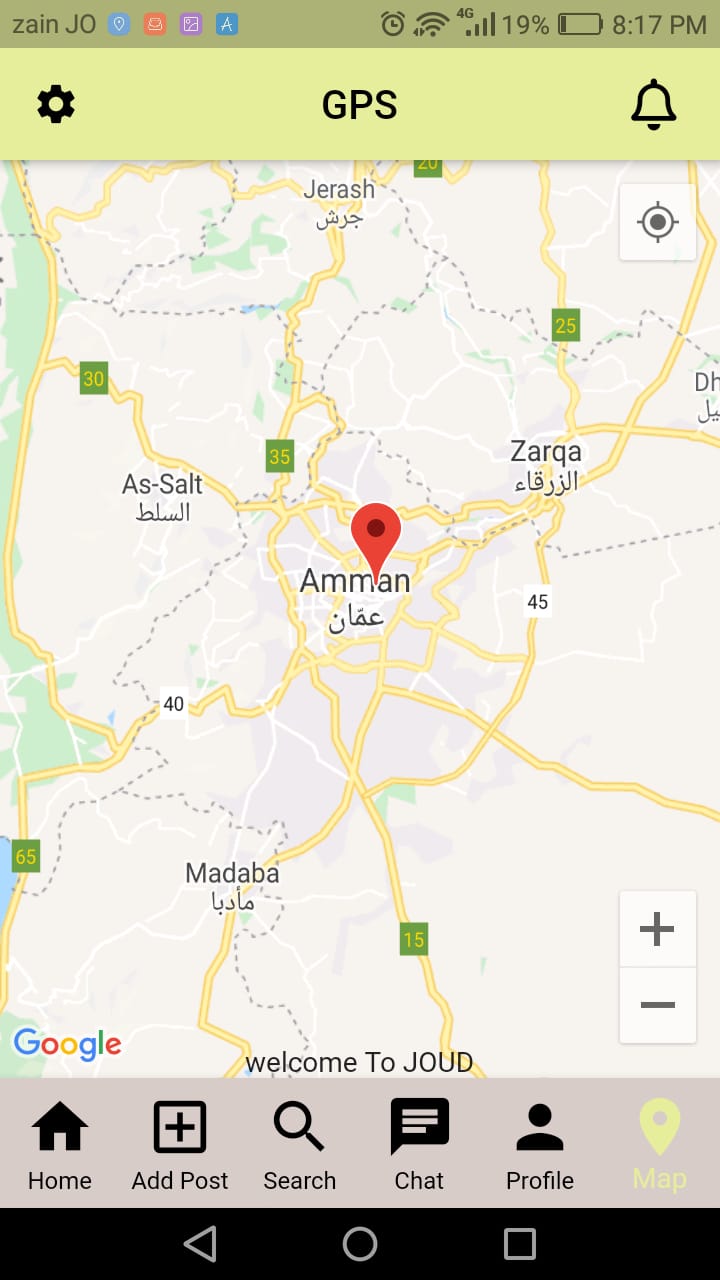 zain JO
4G
19%
8:17 PM
GPS
20
Jerash
جرش
25
30
Dh
35
As-Salt
السلط
Zarqa
الزرقاء
Amman
عمّان
45
40
65
Madaba
مأدبا
15
Google
welcome To JOUD
Home
Add Post
Search
Chat
Profile
Map